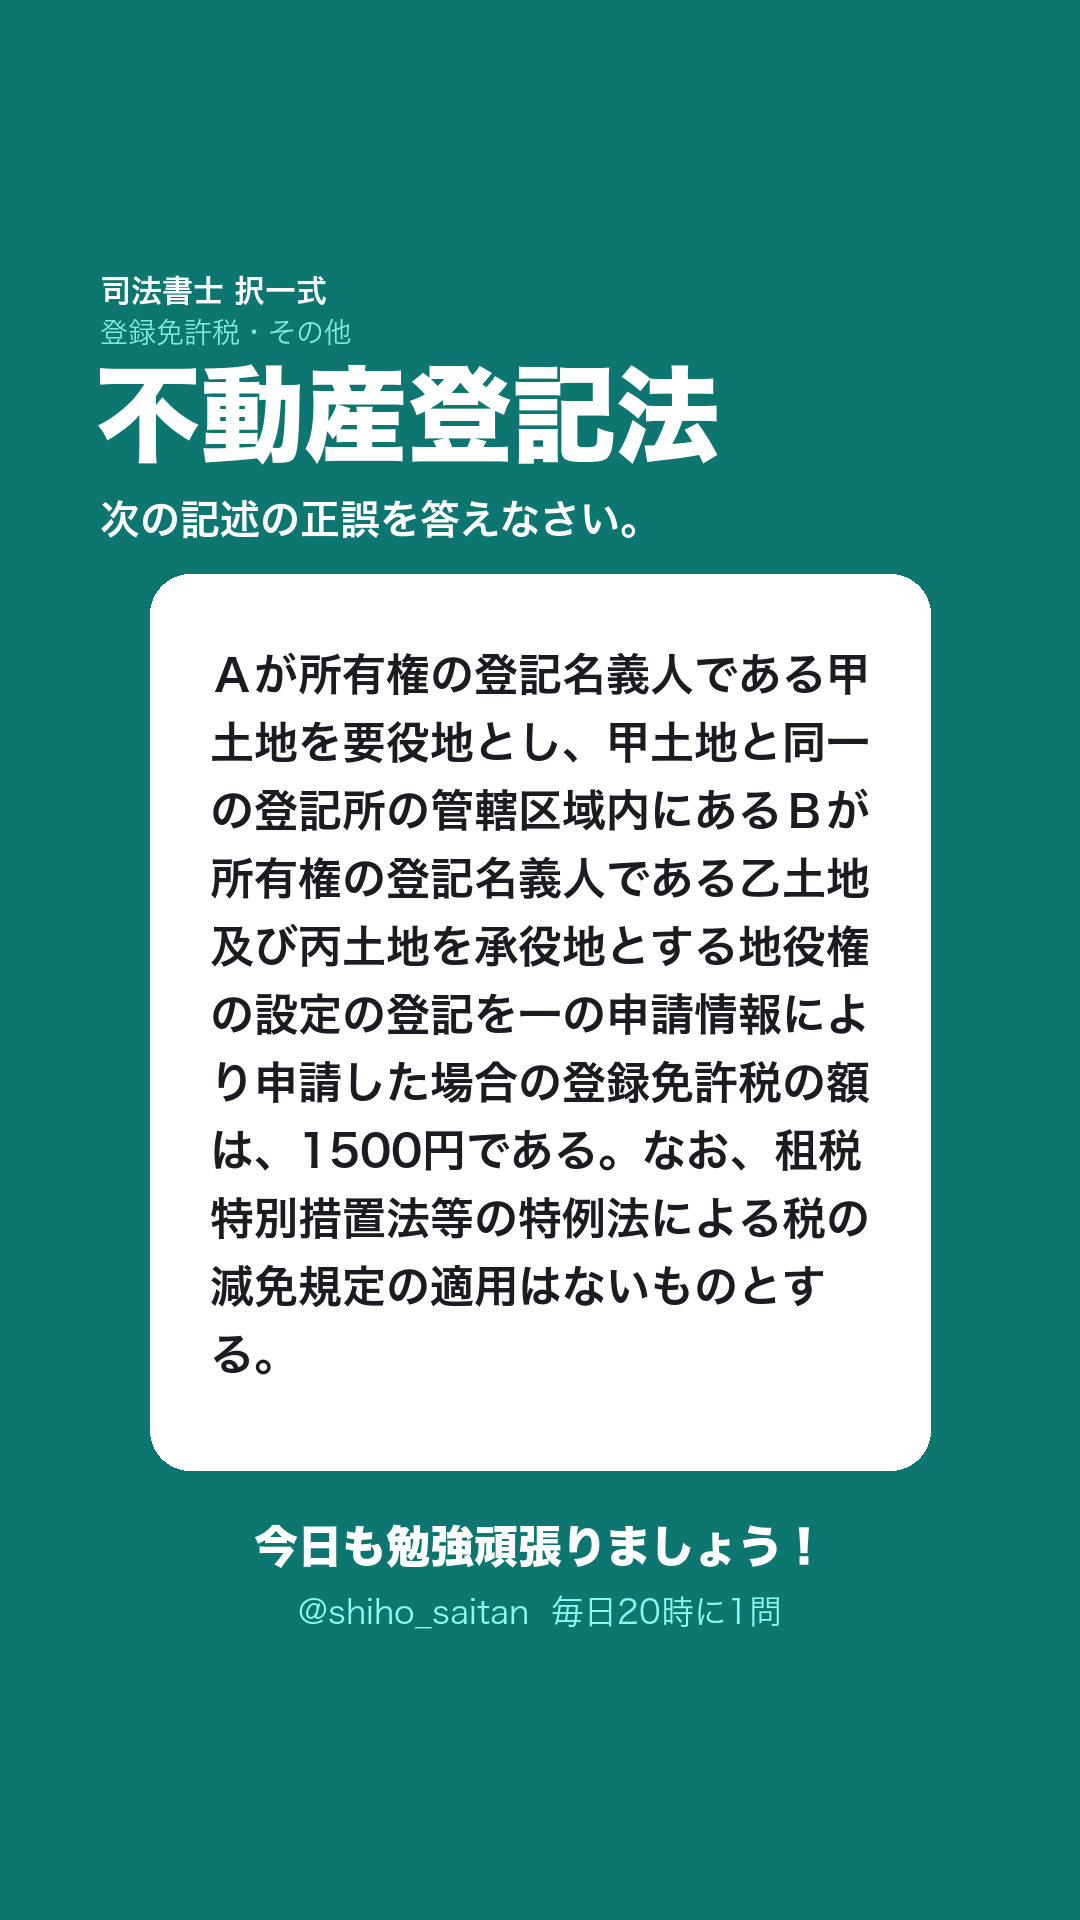 司法書士 択一式
登録免許税・その他
不動産登記法
次の記述の正誤を答えなさい。
Ａが所有権の登記名義人である甲
土地を要役地とし、甲土地と同一
の登記所の管轄区域内にあるＢが
所有権の登記名義人である乙土地
及び丙土地を承役地とする地役権
の設定の登記を一の申請情報によ
り申請した場合の登録免許税の額
は、1500円である。なお、租税
特別措置法等の特例法による税の
減免規定の適用はないものとす
る。
今日も勉強頑張りましょう！
@shiho_saitan 毎日20時に1問